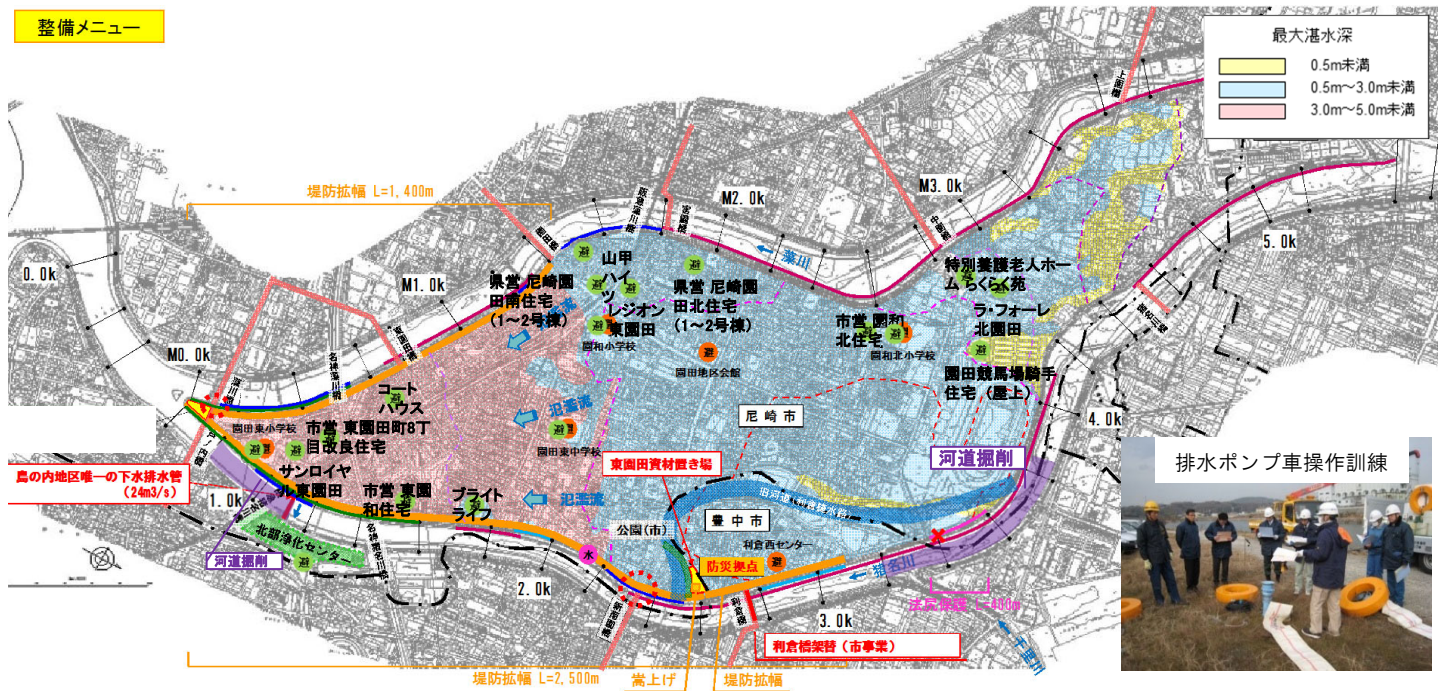 整備メニュー
最大湛水深
0.5m未満
0.5m～3.0m未満
3.0m～5.0m未満
堤防拡幅 L=1,400m
0.0k
M0.0k
M1.0k
M2.0k
M3.0k
5.0k
4.0k
3.0k
2.0k
1.0k
藻川
山甲
ハイ
ツ
県営 尼崎園
田南住宅
(1～2号棟)
レジオン
東園田
園和小学校
県営 尼崎園
田北住宅
(1～2号棟)
園田地区会館
市営 園和
北住宅
園和北小学校
特別養護老人ホー
ム らくらく苑
ラ・フォーレ
北園田
園田競馬場騎手
住宅（屋上）
氾濫流
氾濫流
氾濫流
コート
ハウス
園田東小学校
市営 東園田町8丁
目改良住宅
園田東中学校
尼崎市
東園田資材置き場
河道掘削
島の内地区唯一の下水排水管
(24m3/s)
サンロイヤ
ル東園田
市営 東園
和住宅
ブライト
ライフ
旧河道(利倉排水路)
豊中市
公園(市)
利倉西センター
防災拠点
北部浄化センター
河道掘削
水
猪名川
法尻保護 L=400m
千里川
利倉橋
利倉橋架替（市事業）
堤防拡幅 L=2,500m
嵩上げ
堤防拡幅
排水ポンプ車操作訓練